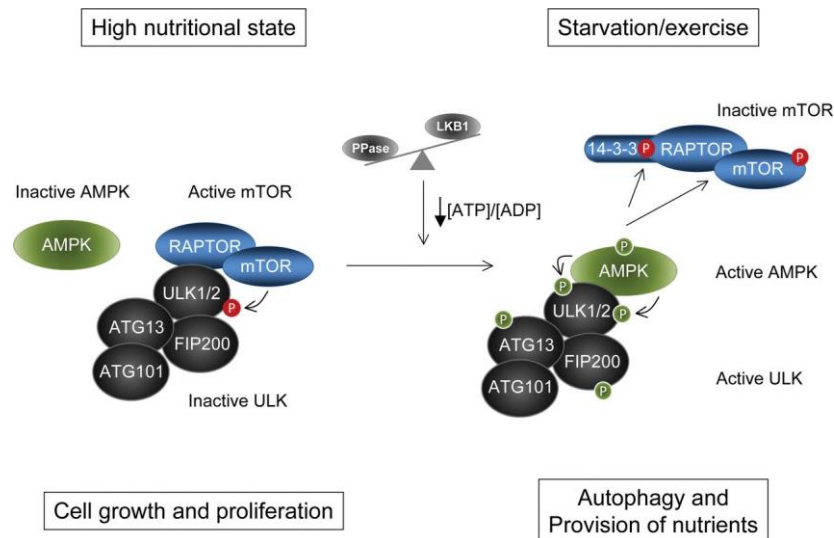 High nutritional state
Starvation/exercise
Inactive mTOR
LKB1
PPase
14-3-3
P
RAPTOR
mTOR
P
Inactive AMPK
Active mTOR
[ATP]/[ADP]
AMPK
RAPTOR
mTOR
P
AMPK
Active AMPK
ULK1/2
P
P
ULK1/2
P
ATG13
FIP200
P
ATG13
FIP200
ATG101
ATG101
P
Active ULK
Inactive ULK
Cell growth and proliferation
Autophagy and
Provision of nutrients